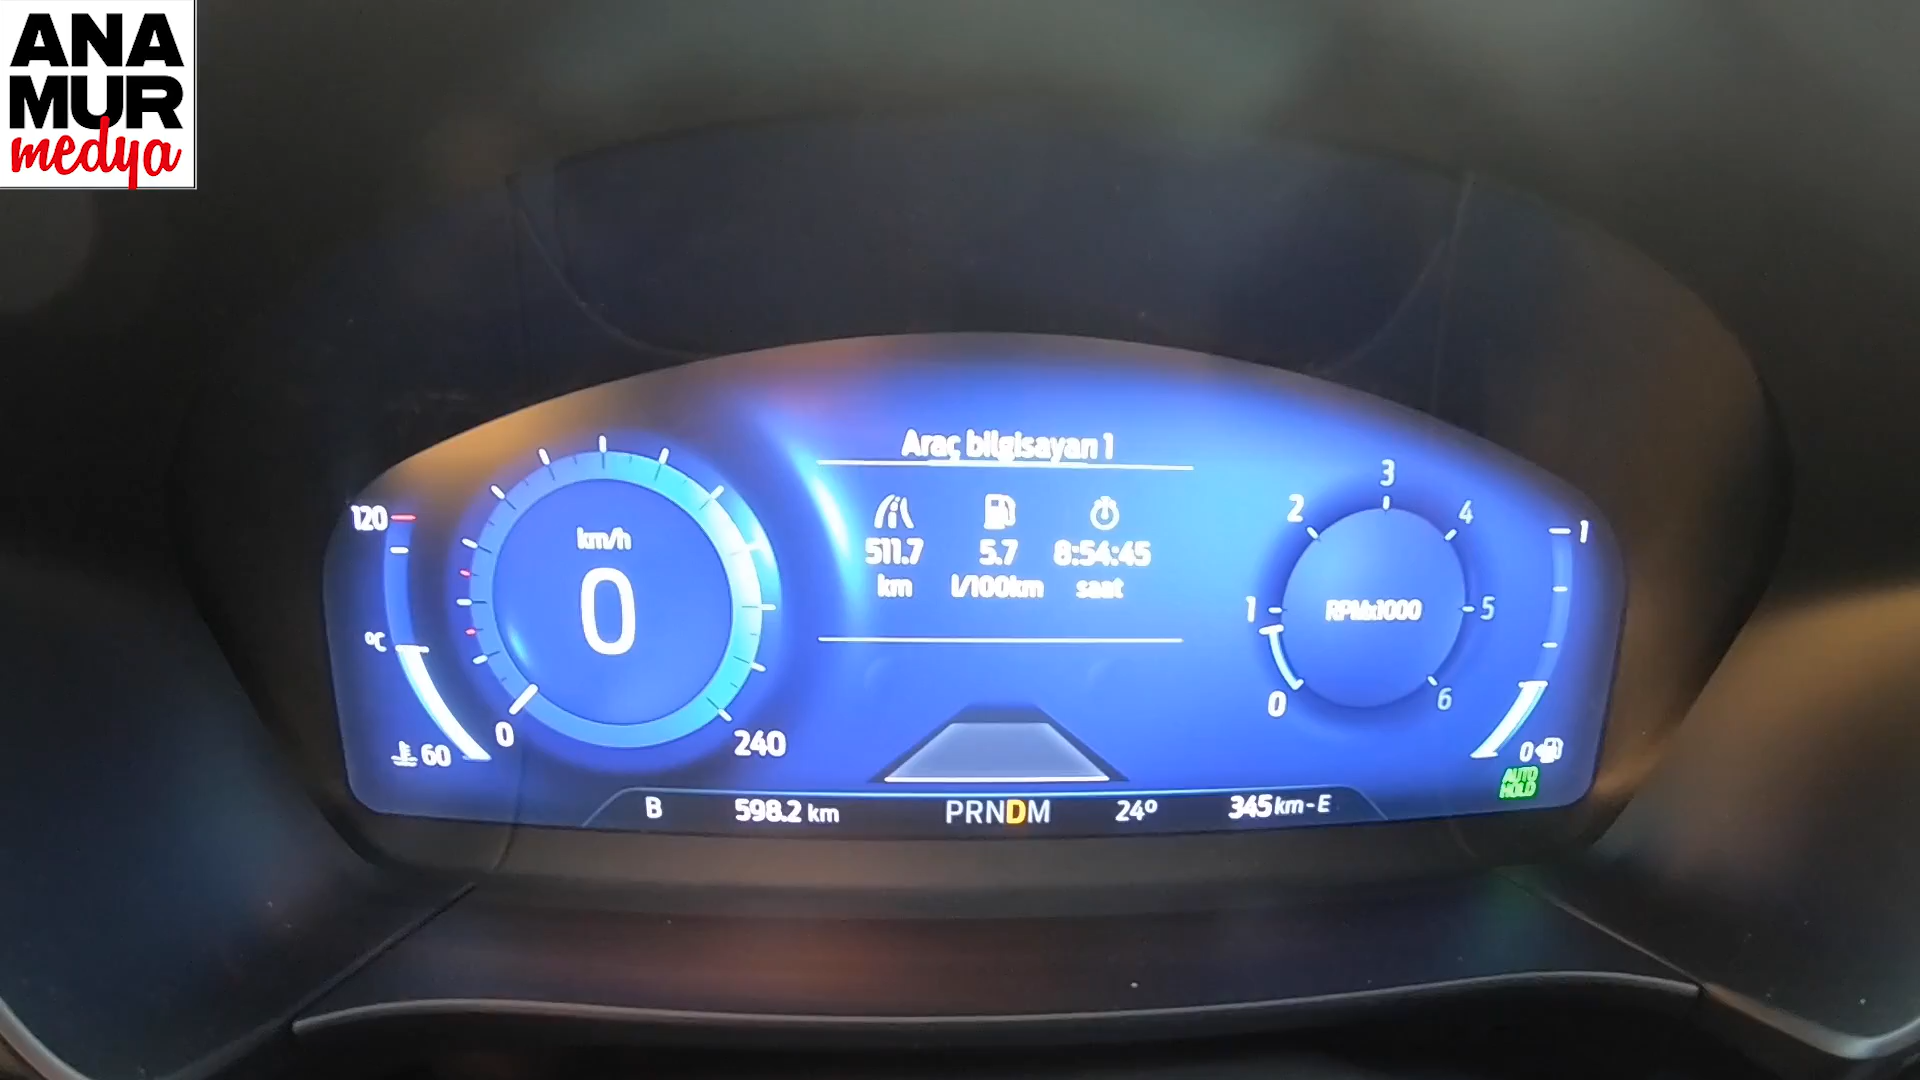 ANA
MUR
medya
Araç bilgisayarı 1
511.7 5.7 8:54:45
km l/100km saat
120
°C
60
km/h
0
0
240
0
1
2
3
4
5
6
RPMx1000
1
0
AUTO
HOLD
B 598.2 km PRNDM 24° 345 km - E